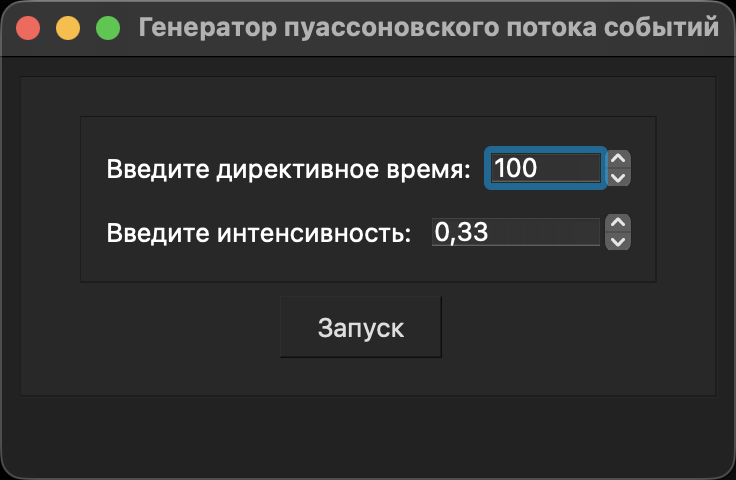 Генератор пуассоновского потока событий
Введите директивное время: 100
Введите интенсивность: 0,33
Запуск